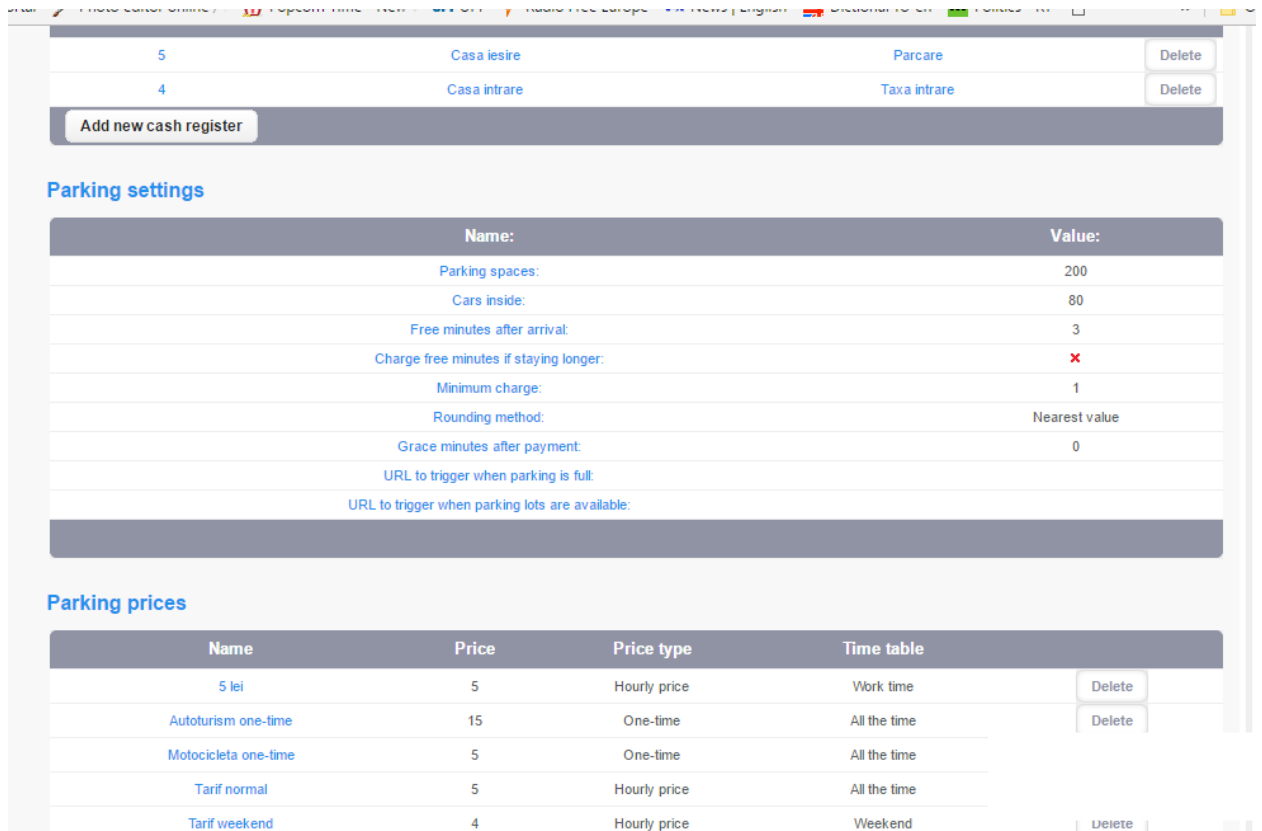 5 Casa iesire Parcare Delete
4 Casa intrare Taxa intrare Delete
Add new cash register
Parking settings
Name: Value:
Parking spaces: 200
Cars inside: 80
Free minutes after arrival: 3
Charge free minutes if staying longer:
Minimum charge: 1
Rounding method: Nearest value
Grace minutes after payment: 0
URL to trigger when parking is full:
URL to trigger when parking lots are available:
Parking prices
Name Price Price type Time table
5 lei 5 Hourly price Work time Delete
Autoturism one-time 15 One-time All the time Delete
Motocicleta one-time 5 One-time All the time
Tarif normal 5 Hourly price All the time
Tarif weekend 4 Hourly price Weekend Delete